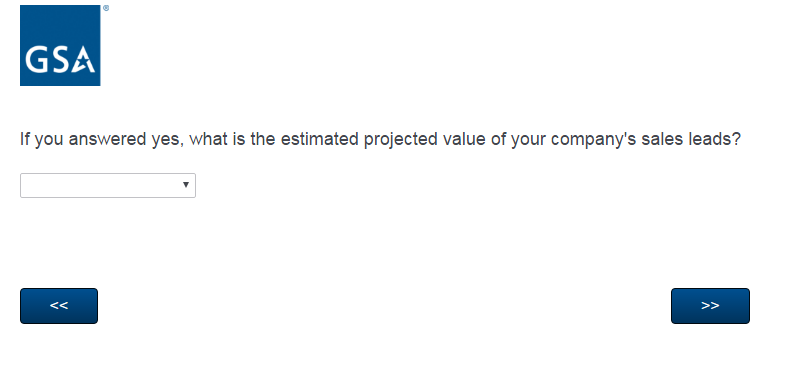 ®
GSA
If you answered yes, what is the estimated projected value of your company's sales leads?
<< >>